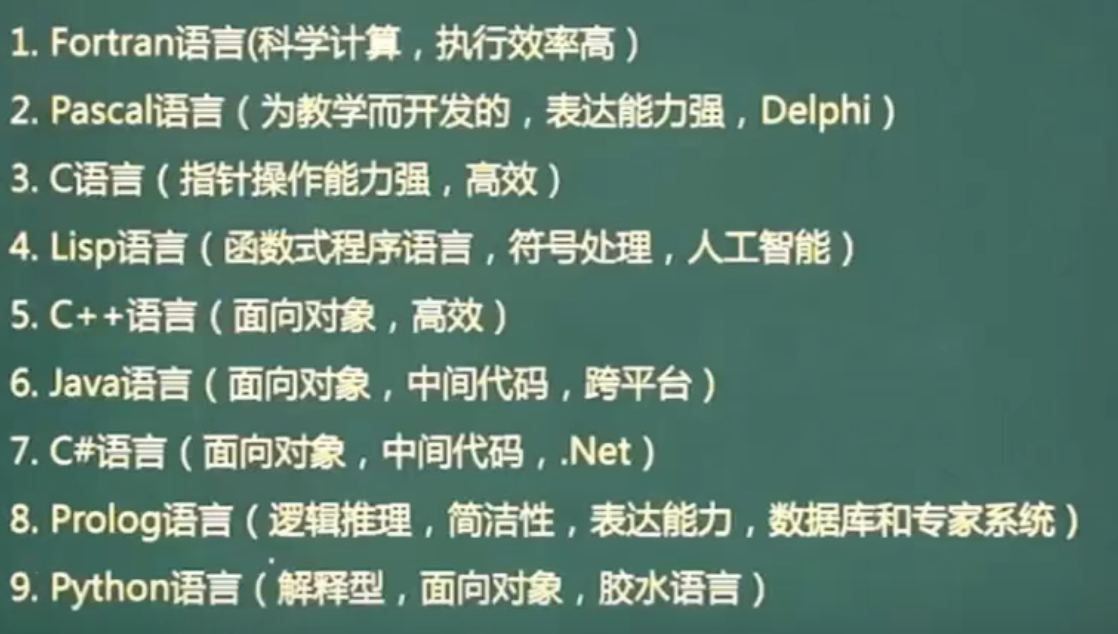 1. Fortran语言(科学计算，执行效率高）
2. Pascal语言（为教学而开发的，表达能力强，Delphi）
3. C语言（指针操作能力强，高效）
4. Lisp语言（函数式程序语言，符号处理，人工智能）
5. C++语言（面向对象，高效）
6. Java语言（面向对象，中间代码，跨平台）
7. C#语言（面向对象，中间代码，.Net）
8. Prolog语言（逻辑推理，简洁性，表达能力，数据库和专家系统）
9. Python语言（解释型，面向对象，胶水语言）